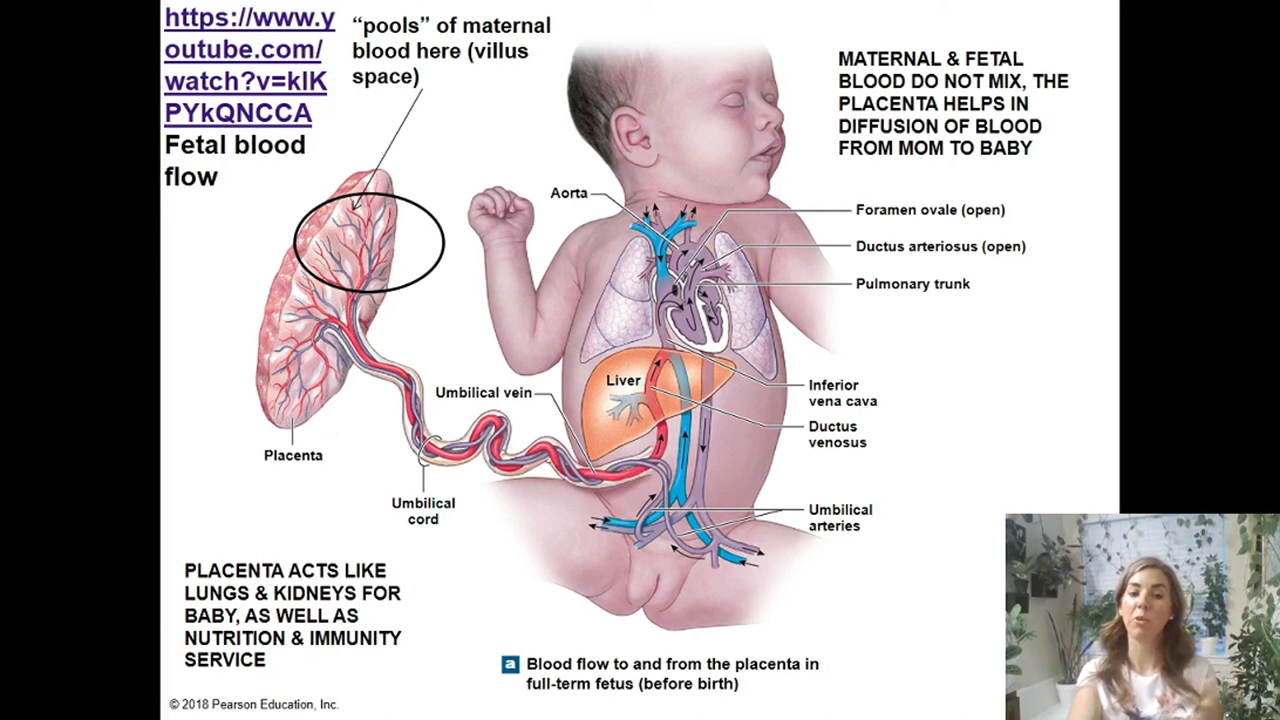 https://www.y
outube.com/
watch?v=klK
PYkQNCCA
Fetal blood
flow
“pools” of maternal
blood here (villus
space)
MATERNAL & FETAL
BLOOD DO NOT MIX, THE
PLACENTA HELPS IN
DIFFUSION OF BLOOD
FROM MOM TO BABY
Aorta
Foramen ovale (open)
Ductus arteriosus (open)
Pulmonary trunk
Liver
Umbilical vein
Inferior
vena cava
Ductus
venosus
Placenta
Umbilical
cord
Umbilical
arteries
PLACENTA ACTS LIKE
LUNGS & KIDNEYS FOR
BABY, AS WELL AS
NUTRITION & IMMUNITY
SERVICE
a Blood flow to and from the placenta in
full-term fetus (before birth)
© 2018 Pearson Education, Inc.